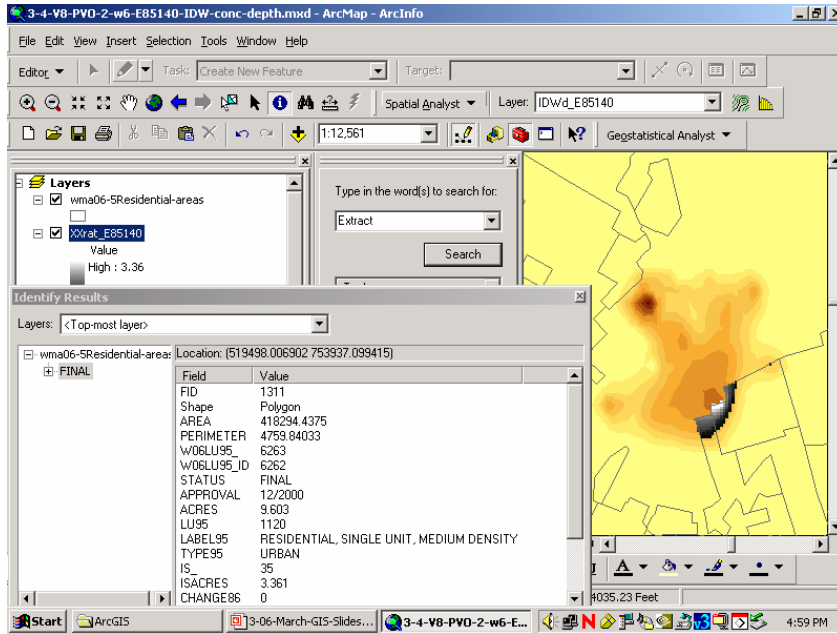 3-4-V8-PVO-2-w6-E85140-IDW-conc-depth.mxd - ArcMap - ArcInfo
File Edit View Insert Selection Tools Window Help
Editor Task: Create New Feature Target:
Spatial Analyst Layer: IDWd_E85140
1:12,561 Geostatistical Analyst
Layers
wma06-5Residential-areas
XXrat_E85140
Value
High : 3.36
Type in the word(s) to search for:
Extract
Search
Identify Results
Layers: <Top-most layer>
wma06-5Residential-areas
FINAL
Location: (519498.006902 753937.099415)
Field Value
FID 1311
Shape Polygon
AREA 418294.4375
PERIMETER 4759.84033
W06LU95_ 6263
W06LU95_ID 6262
STATUS FINAL
APPROVAL 12/2000
ACRES 9.603
LU95 1120
LABEL95 RESIDENTIAL, SINGLE UNIT, MEDIUM DENSITY
TYPE95 URBAN
IS_ 35
ISACRES 3.361
CHANGE86 0
A
4035.23 Feet
Start ArcGIS 3-06-March-GIS-Slides... 3-4-V8-PVO-2-w6-E... 4:59 PM